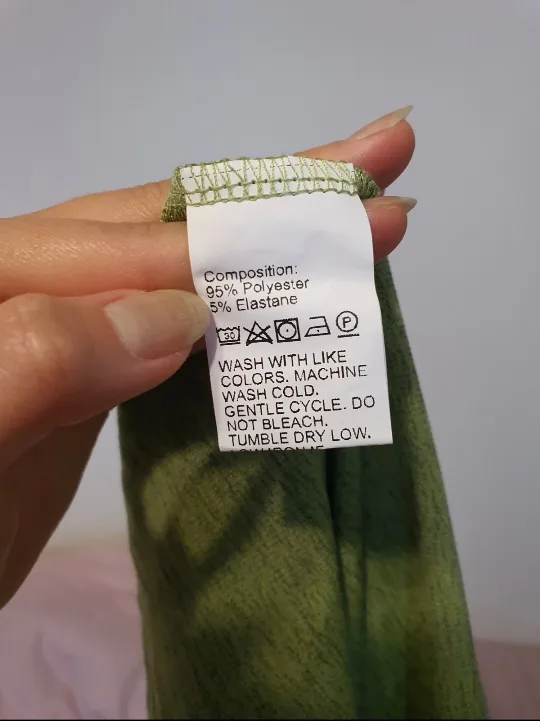 Composition:
95% Polyester
5% Elastane
30 P
WASH WITH LIKE
COLORS. MACHINE
WASH COLD.
GENTLE CYCLE. DO
NOT BLEACH.
TUMBLE DRY LOW.